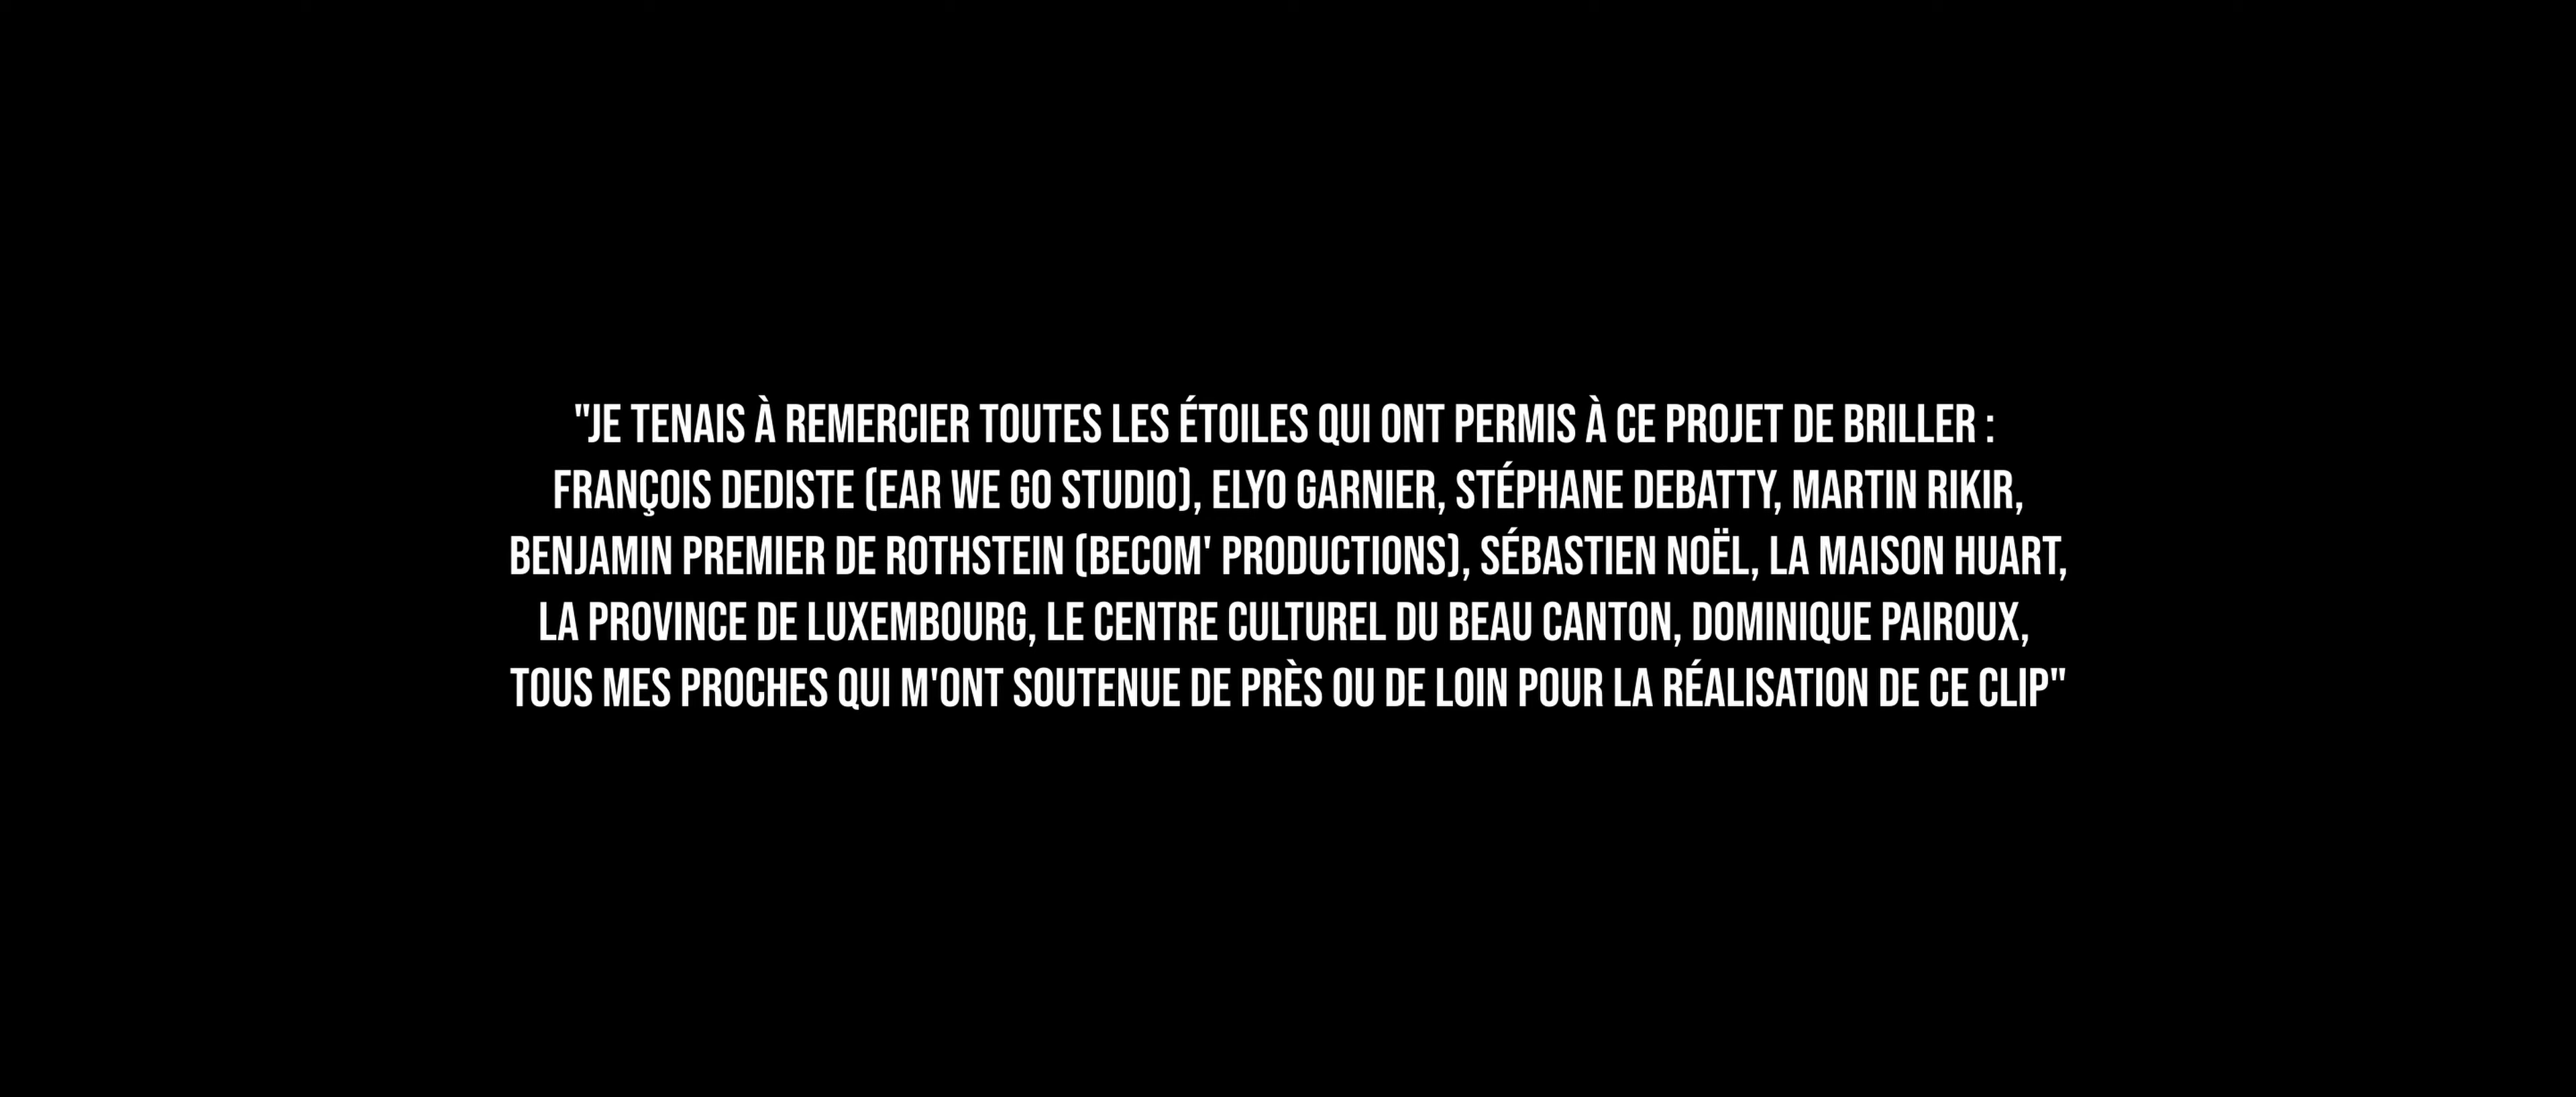 "JE TENAIS À REMERCIER TOUTES LES ÉTOILES QUI ONT PERMIS À CE PROJET DE BRILLER :
FRANÇOIS DEDISTE (EAR WE GO STUDIO), ELYO GARNIER, STÉPHANE DEBATTY, MARTIN RIKIR,
BENJAMIN PREMIER DE ROTHSTEIN (BECOM' PRODUCTIONS), SÉBASTIEN NOËL, LA MAISON HUART,
LA PROVINCE DE LUXEMBOURG, LE CENTRE CULTUREL DU BEAU CANTON, DOMINIQUE PAIROUX,
TOUS MES PROCHES QUI M'ONT SOUTENUE DE PRÈS OU DE LOIN POUR LA RÉALISATION DE CE CLIP"